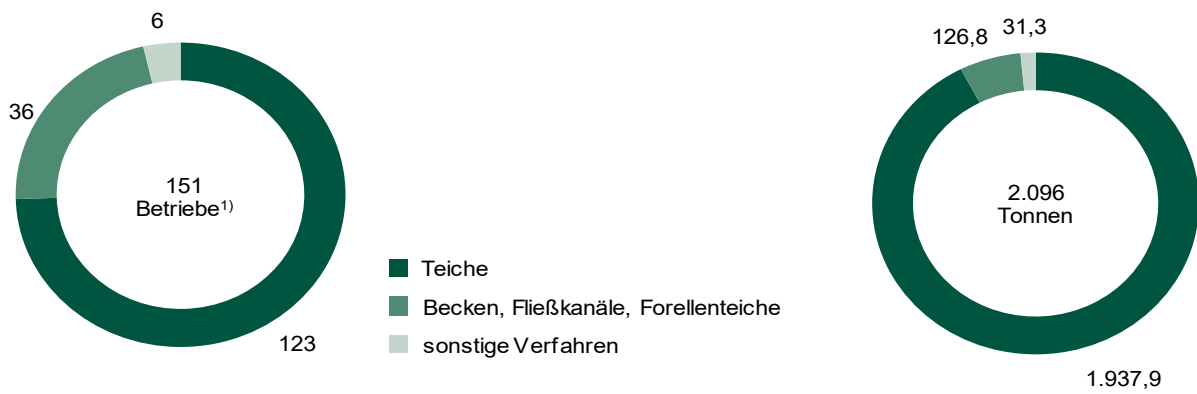 6
36
151
Betriebe¹⁾
123
Teiche
Becken, Fließkanäle, Forellenteiche
sonstige Verfahren
126,8
31,3
2.096
Tonnen
1.937,9